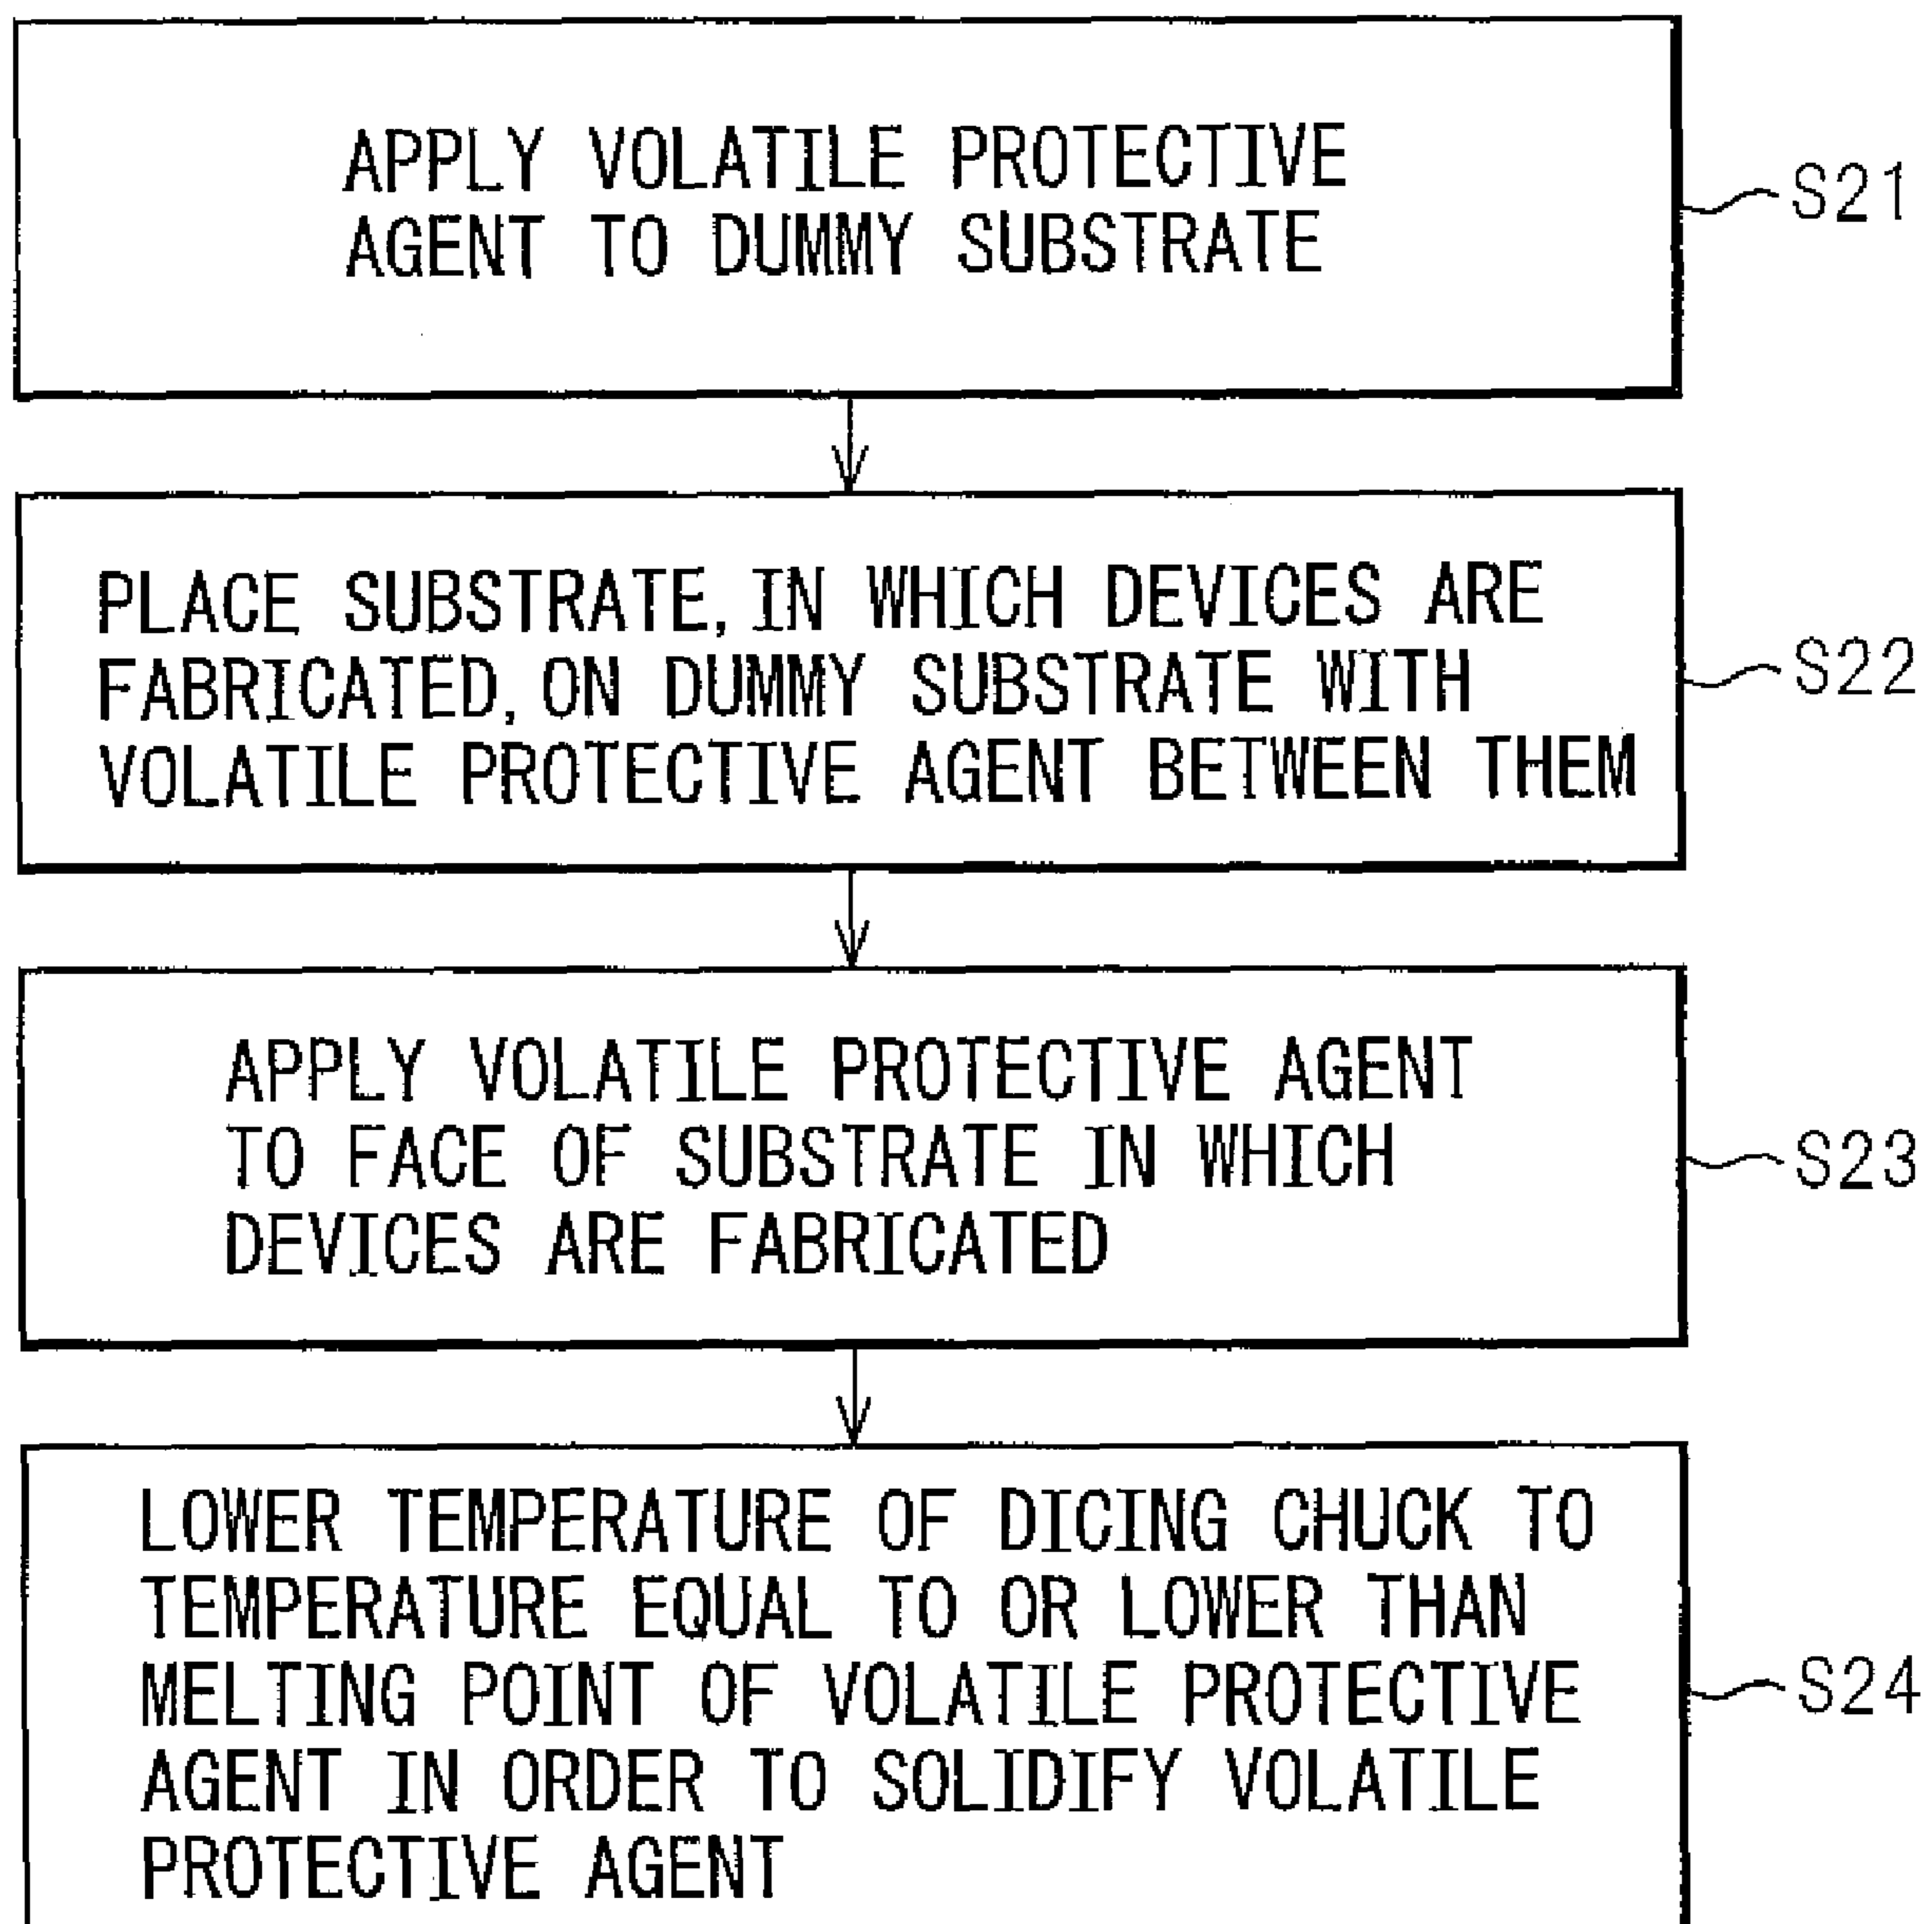 APPLY VOLATILE PROTECTIVE
AGENT TO DUMMY SUBSTRATE
S21
PLACE SUBSTRATE, IN WHICH DEVICES ARE
FABRICATED, ON DUMMY SUBSTRATE WITH
VOLATILE PROTECTIVE AGENT BETWEEN THEM
S22
APPLY VOLATILE PROTECTIVE AGENT
TO FACE OF SUBSTRATE IN WHICH
DEVICES ARE FABRICATED
S23
LOWER TEMPERATURE OF DICING CHUCK TO
TEMPERATURE EQUAL TO OR LOWER THAN
MELTING POINT OF VOLATILE PROTECTIVE
AGENT IN ORDER TO SOLIDIFY VOLATILE
PROTECTIVE AGENT
S24